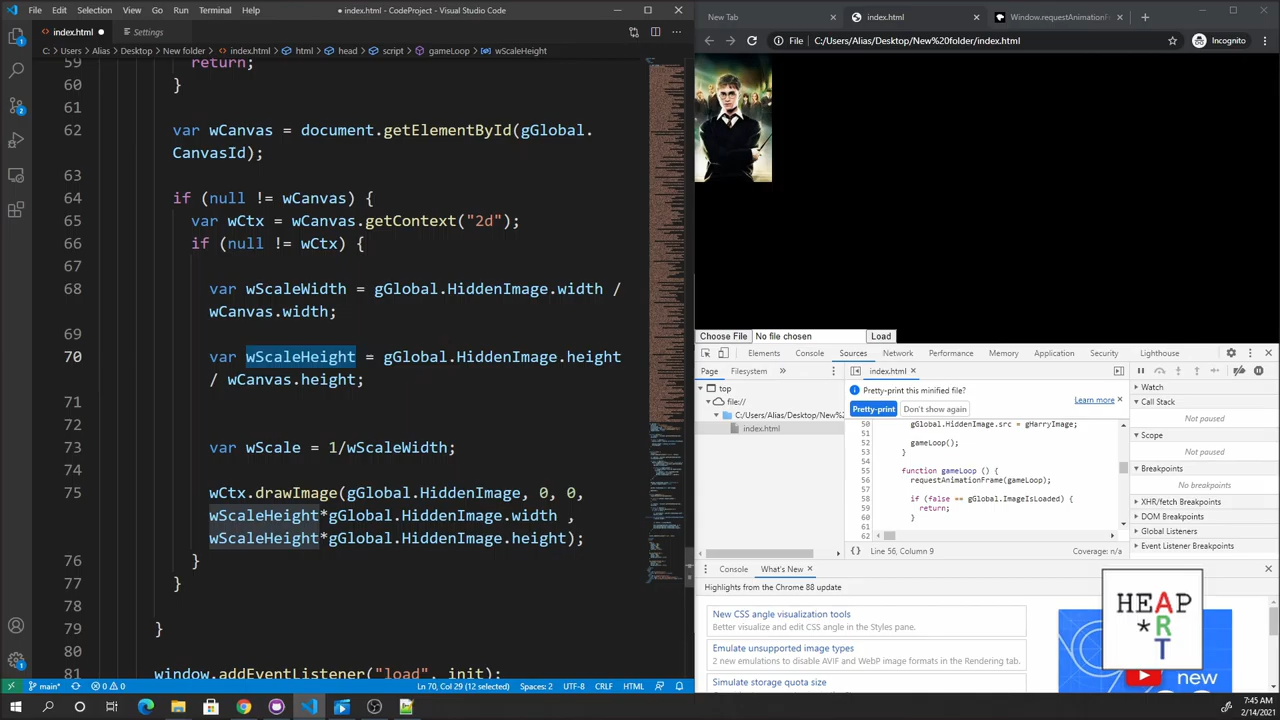 File Edit Selection View Go Run Terminal Help ● index.html - CodeProject - Visual Studio Code
index.html ● Settings
C: > Users > Alias > Desktop > New folder > index.html > html > head > script > gameLoop > wScaleHeight
59 return;
60 }
61
62 var wCanvas = document.getElementById(gGlobal.
CanvasId);
63
64 if (null != wCanvas) {
65 var wCtx = wCanvas.getContext("2d");
66 if (null != wCtx) {
67
68 var wScaleWidth = gGlobal.HiddenImage.width /
wCanvas.width;
69
70 var wScaleHeight = gGlobal.HiddenImage.height
wCanvas.height;
71
var wScale = 1/wScaleWidth;
74
75 wCtx.drawImage(gGlobal.HiddenImage, 0, 0,
wScaleHeight*gGlobal.HiddenImage.width ,
wScaleHeight*gGlobal.HiddenImage.height);
76 }
77 }
78
}
80
window.addEventListener("load", init);
main* 0 0 Ln 70, Col 29 (12 selected) Spaces: 2 UTF-8 CRLF HTML
New Tab index.html Window.requestAnimationF
File C:/Users/Alias/Desktop/New%20folder/index.html Incognito
Choose File No file chosen Load
Elements Console Sources Network Performance Memory Application Security Lighthouse
Page Filesystem » index.html
top
file://
C:/Users/Alias/Desktop/New%2
index.html
Pretty-print this minified file?
Learn more
Pretty-print Don't show again
50 gGlobal.HiddenImage.src = gHarryImage;
51
52 gameLoop();
53 }
54
55 function gameLoop () {
56 requestAnimationFrame(gameLoop);
57
58 if (false == gGlobal.ImageIsLoaded) {
59 return;
60 }
61
62
{} Line 56, Column 9 Coverage: n/a
Watch
Call Stack
Not paused
Scope
Not paused
Breakpoints
No breakpoints
XHR/fetch Breakpoints
DOM Breakpoints
Global Listeners
Event Listener Breakpoints
Console What's New
Highlights from the Chrome 88 update
New CSS angle visualization tools
Better visualize and edit CSS angle in the Styles pane.
Emulate unsupported image types
2 new emulations to disable AVIF and WebP image formats in the Rendering tab.
Simulate storage quota size
HEAP
*ART
new
7:45 AM
2/14/2021